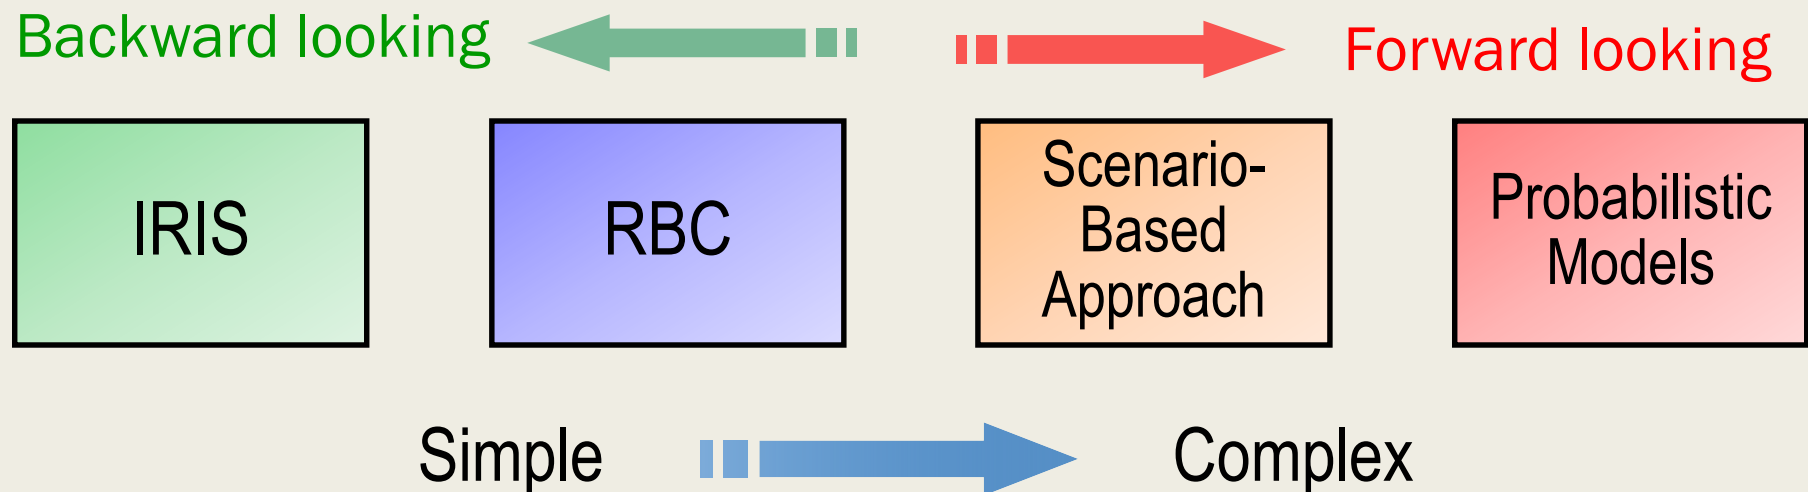 Backward looking
Forward looking
IRIS
RBC
Scenario-
Based
Approach
Probabilistic
Models
Simple
Complex